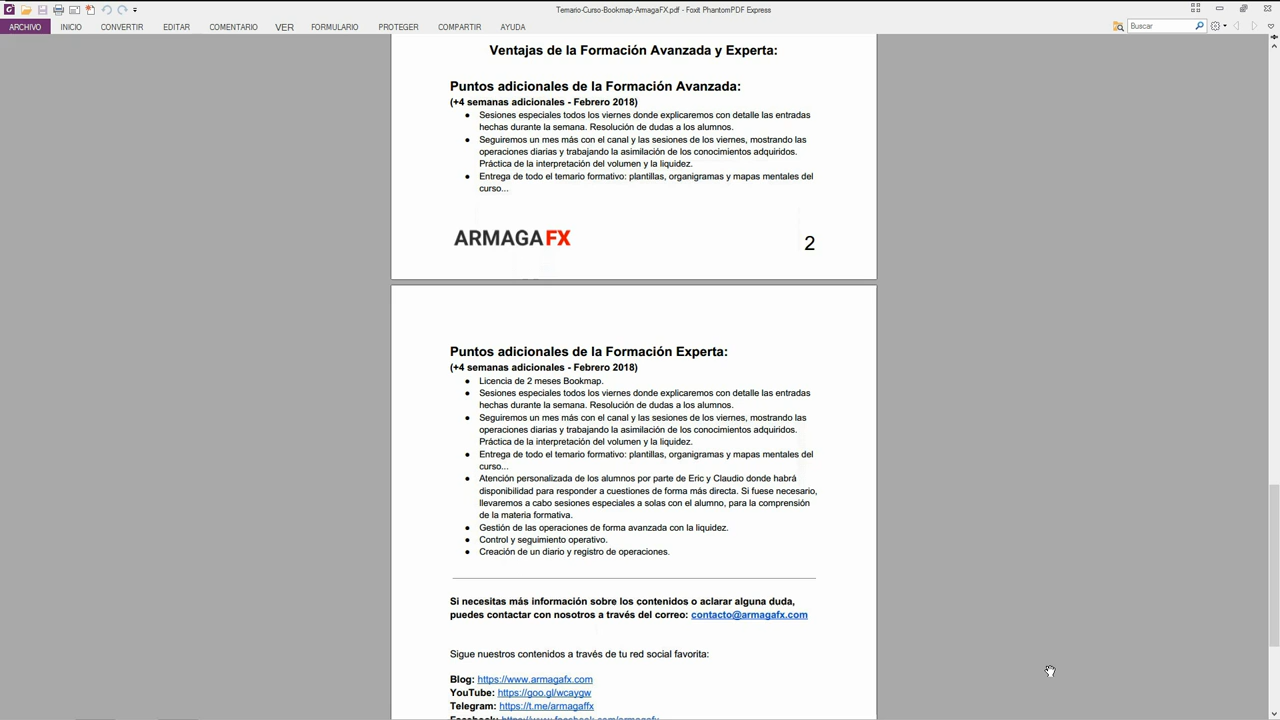 Temario-Curso-Bookmap-ArmagaFX.pdf - Foxit PhantomPDF Express
ARCHIVO INICIO CONVERTIR EDITAR COMENTARIO VER FORMULARIO PROTEGER COMPARTIR AYUDA
Buscar
Ventajas de la Formación Avanzada y Experta:
Puntos adicionales de la Formación Avanzada:
(+4 semanas adicionales - Febrero 2018)
● Sesiones especiales todos los viernes donde explicaremos con detalle las entradas
hechas durante la semana. Resolución de dudas a los alumnos.
● Seguiremos un mes más con el canal y las sesiones de los viernes, mostrando las
operaciones diarias y trabajando la asimilación de los conocimientos adquiridos.
Práctica de la interpretación del volumen y la liquidez.
● Entrega de todo el temario formativo: plantillas, organigramas y mapas mentales del
curso...
ARMAGAFX
2
Puntos adicionales de la Formación Experta:
(+4 semanas adicionales - Febrero 2018)
● Licencia de 2 meses Bookmap.
● Sesiones especiales todos los viernes donde explicaremos con detalle las entradas
hechas durante la semana. Resolución de dudas a los alumnos.
● Seguiremos un mes más con el canal y las sesiones de los viernes, mostrando las
operaciones diarias y trabajando la asimilación de los conocimientos adquiridos.
Práctica de la interpretación del volumen y la liquidez.
● Entrega de todo el temario formativo: plantillas, organigramas y mapas mentales del
curso...
● Atención personalizada de los alumnos por parte de Eric y Claudio donde habrá
disponibilidad para responder a cuestiones de forma más directa. Si fuese necesario,
llevaremos a cabo sesiones especiales a solas con el alumno, para la comprensión
de la materia formativa.
● Gestión de las operaciones de forma avanzada con la liquidez.
● Control y seguimiento operativo.
● Creación de un diario y registro de operaciones.
Si necesitas más información sobre los contenidos o aclarar alguna duda,
puedes contactar con nosotros a través del correo: contacto@armagafx.com
Sigue nuestros contenidos a través de tu red social favorita:
Blog: https://www.armagafx.com
YouTube: https://goo.gl/wcaygw
Telegram: https://t.me/armagaffx
Facebook: https://www.facebook.com/armagafx